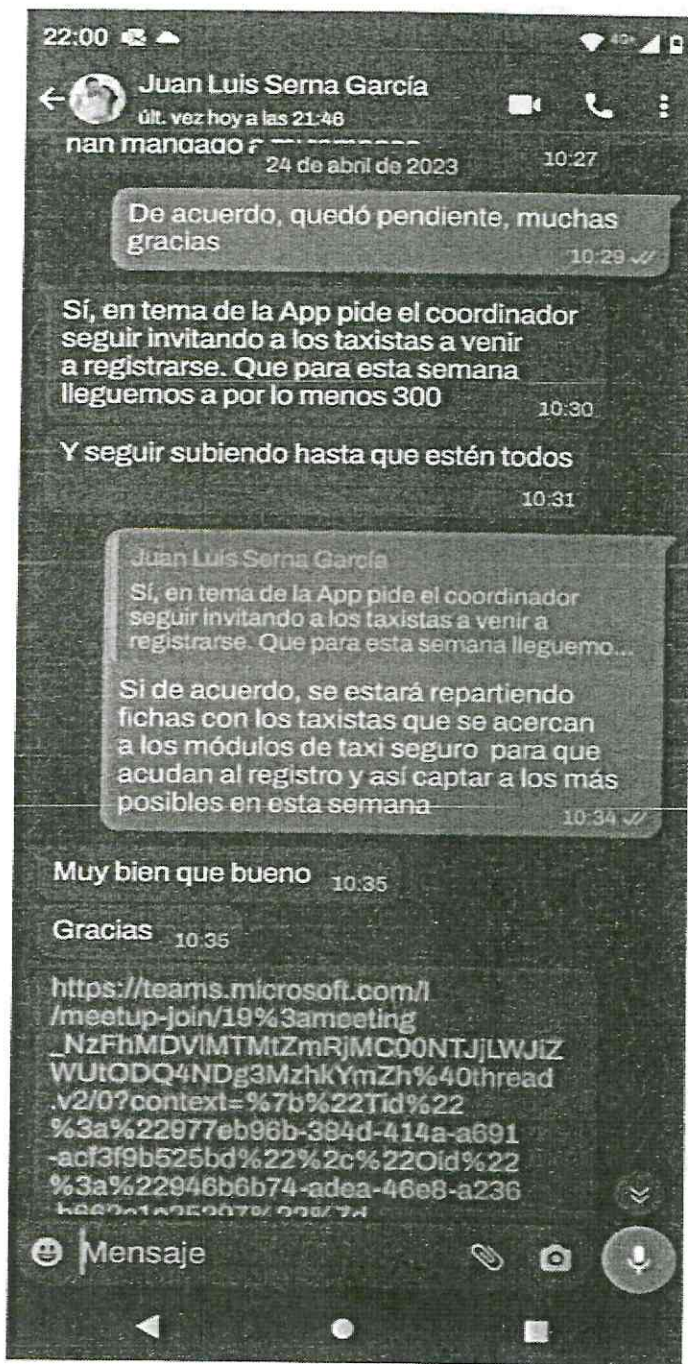 22:00
4G+
Juan Luis Serna García
últ. vez hoy a las 21:46
han mandado
24 de abril de 2023
10:27
De acuerdo, quedó pendiente, muchas
gracias
10:29
Sí, en tema de la App pide el coordinador
seguir invitando a los taxistas a venir
a registrarse. Que para esta semana
lleguemos a por lo menos 300
10:30
Y seguir subiendo hasta que estén todos
10:31
Juan Luis Serna García
Sí, en tema de la App pide el coordinador
seguir invitando a los taxistas a venir a
registrarse. Que para esta semana lleguemo...
Si de acuerdo, se estará repartiendo
fichas con los taxistas que se acercan
a los módulos de taxi seguro para que
acudan al registro y así captar a los más
posibles en esta semana
10:34
Muy bien que bueno 10:35
Gracias 10:35
https://teams.microsoft.com/l
/meetup-join/19%3ameeting
_NzFhMDVlMTMtZmRjMC00NTJjLWJiZ
WUtODQ4NDg3MzhkYmZh%40thread
.v2/0?context=%7b%22Tid%22
%3a%22977eb96b-384d-414a-a691
-acf3f9b525bd%22%2c%22Oid%22
%3a%22946b6b74-adea-46e8-a236
Mensaje